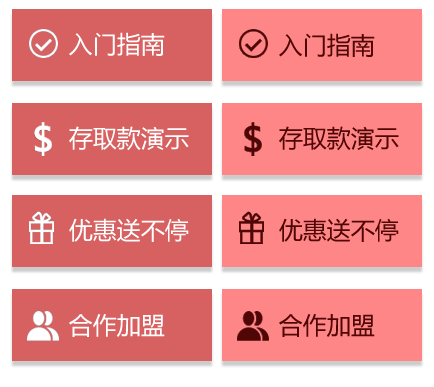 入门指南 入门指南
$ 存取款演示 $ 存取款演示
优惠送不停 优惠送不停
合作加盟 合作加盟